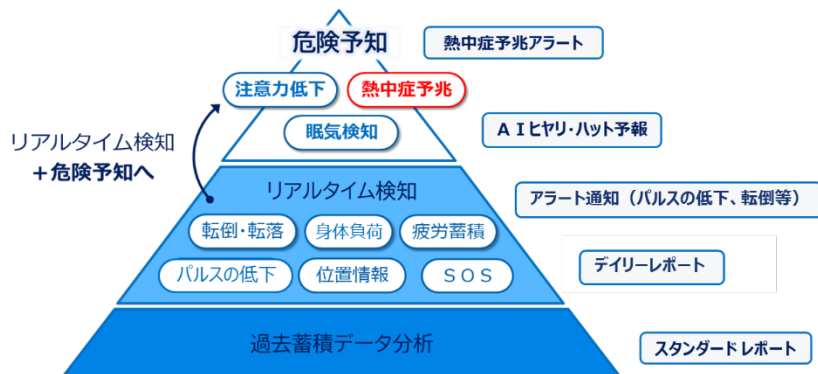 危険予知
熱中症予兆アラート
注意力低下
熱中症予兆
眠気検知
AIヒヤリ・ハット予報
リアルタイム検知
+危険予知へ
リアルタイム検知
アラート通知(パルスの低下、転倒等)
転倒・転落
身体負荷
疲労蓄積
パルスの低下
位置情報
SOS
デイリーレポート
過去蓄積データ分析
スタンダードレポート